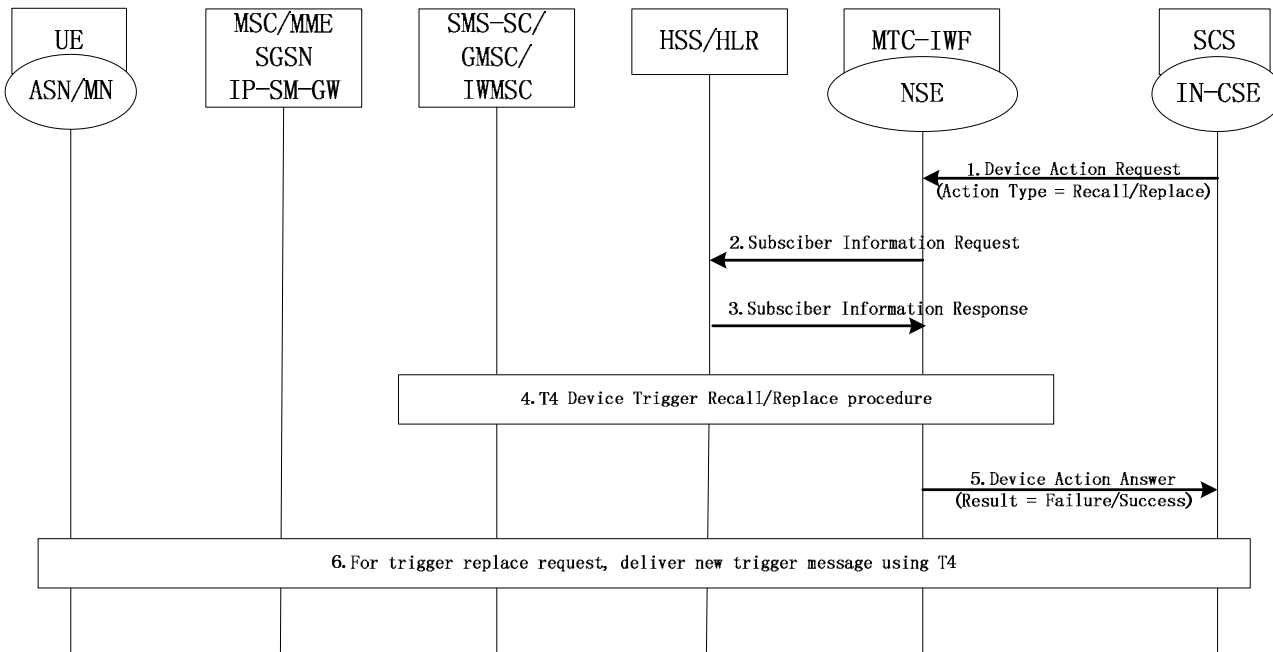 UE
ASN/MN
MSC/MME
SGSN
IP-SM-GW
SMS-SC/
GMSC/
IWMSC
HSS/HLR
MTC-IWF
NSE
SCS
IN-CSE
1.Device Action Request
(Action Type = Recall/Replace)
2.Subsciber Information Request
3.Subsciber Information Response
4.T4 Device Trigger Recall/Replace procedure
5.Device Action Answer
(Result = Failure/Success)
6.For trigger replace request, deliver new trigger message using T4